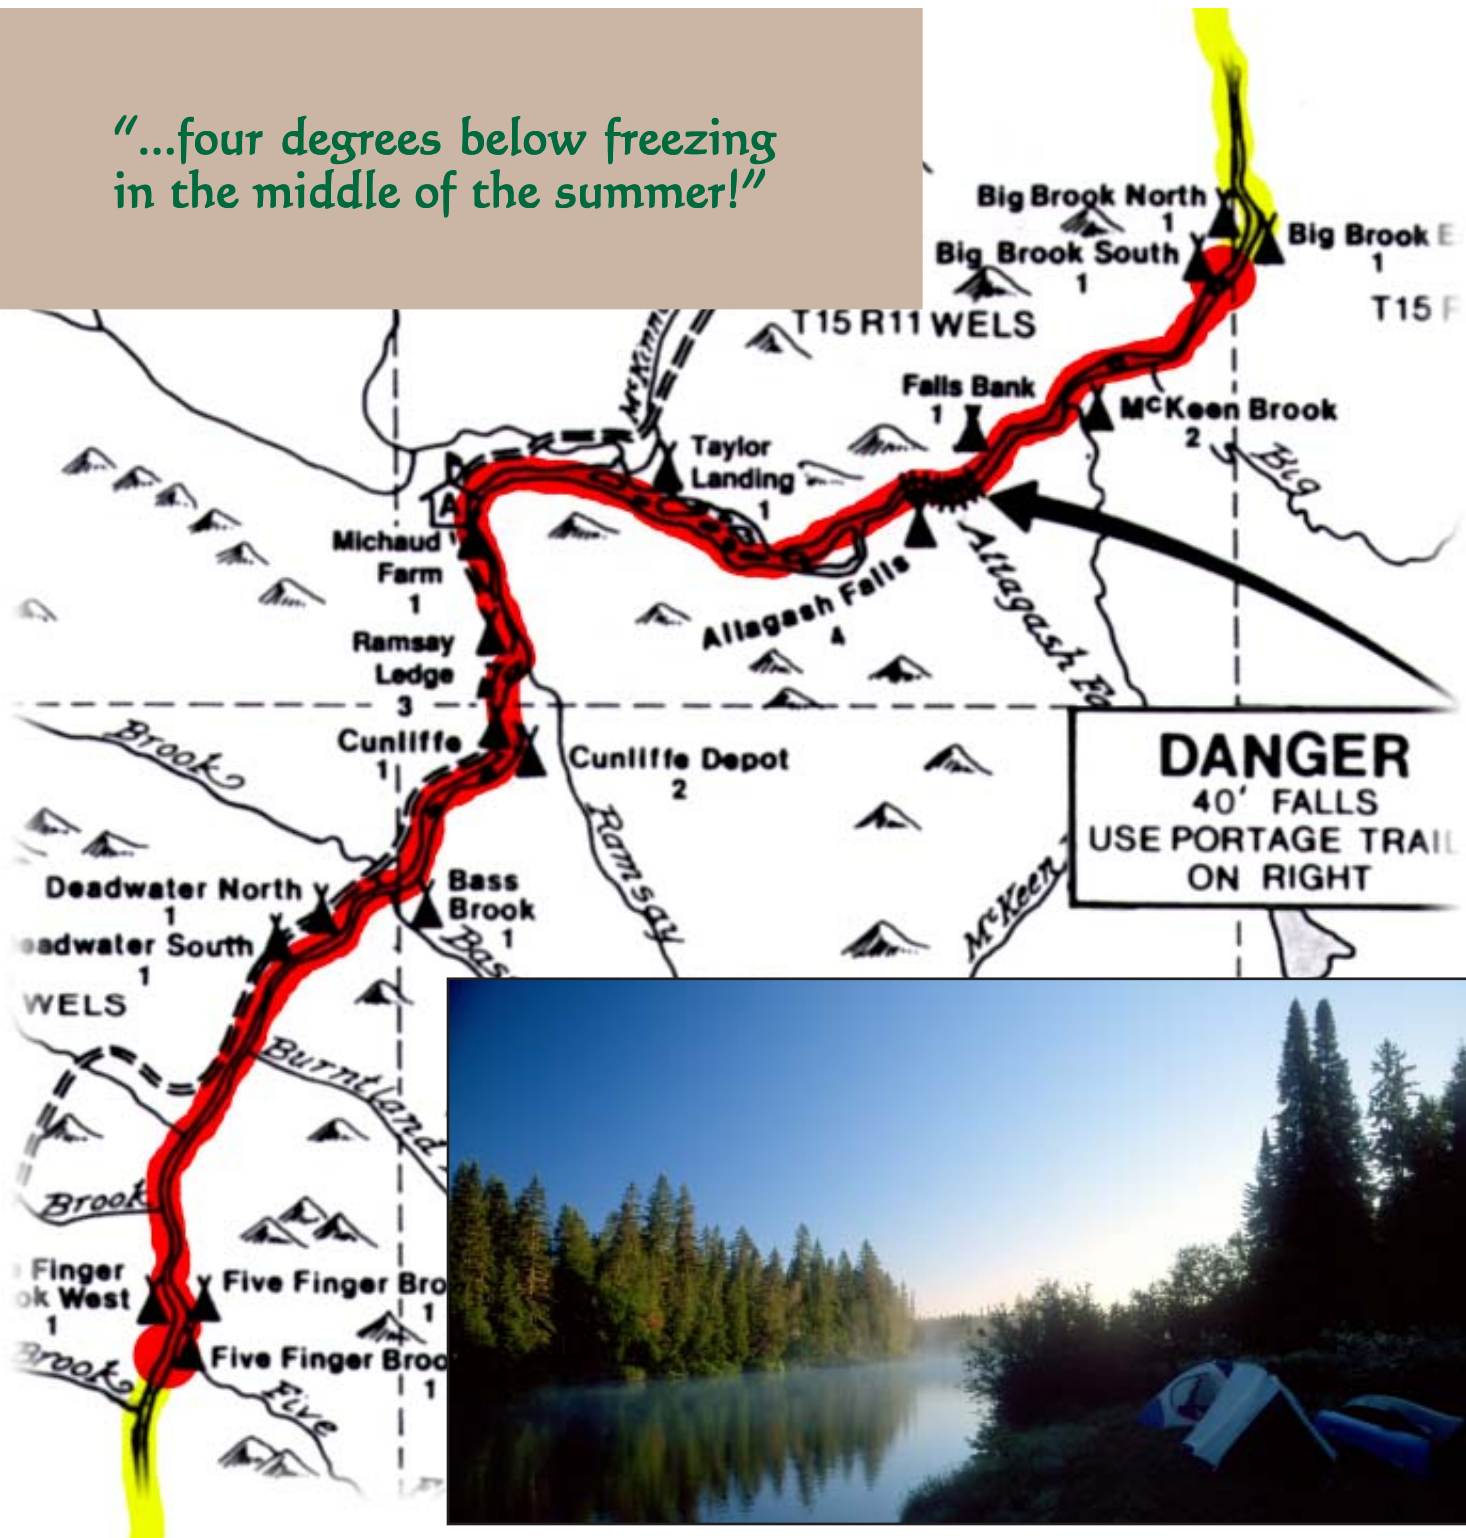 “...four degrees below freezing
in the middle of the summer!”
Big Brook North
1
Big Brook South
1
Big Brook
1
T15
T15 R11 WELS
Falls Bank
1
McKeen Brook
2
Big
Taylor
Landing
1
A
Michaud
Farm
1
Allagash Falls
4
Allagash
Ramsay
Ledge
3
Cunliffe
1
Cunliffe Depot
2
Brook
Ramsay
DANGER
40' FALLS
USE PORTAGE TRAIL
ON RIGHT
McKeen
Deadwater North
1
Bass
Brook
1
eadwater South
1
Bass
WELS
Burntland
Brook
Finger
ok West
1
Five Finger Bro
1
Five Finger Broo
1
Brook
Five